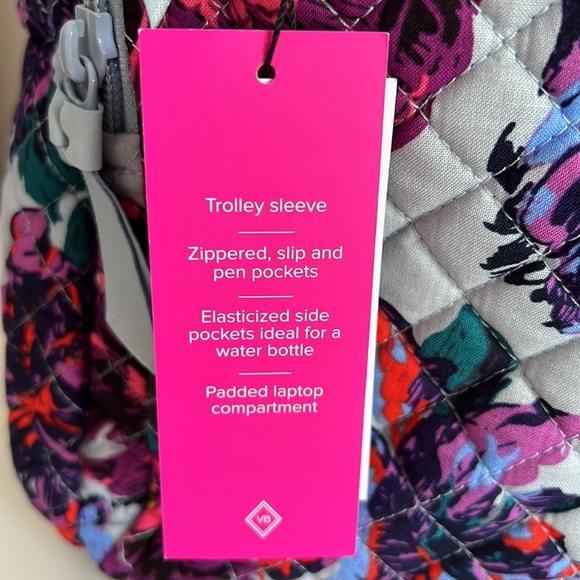 Trolley sleeve
Zippered, slip and
pen pockets
Elasticized side
pockets ideal for a
water bottle
Padded laptop
compartment
VB